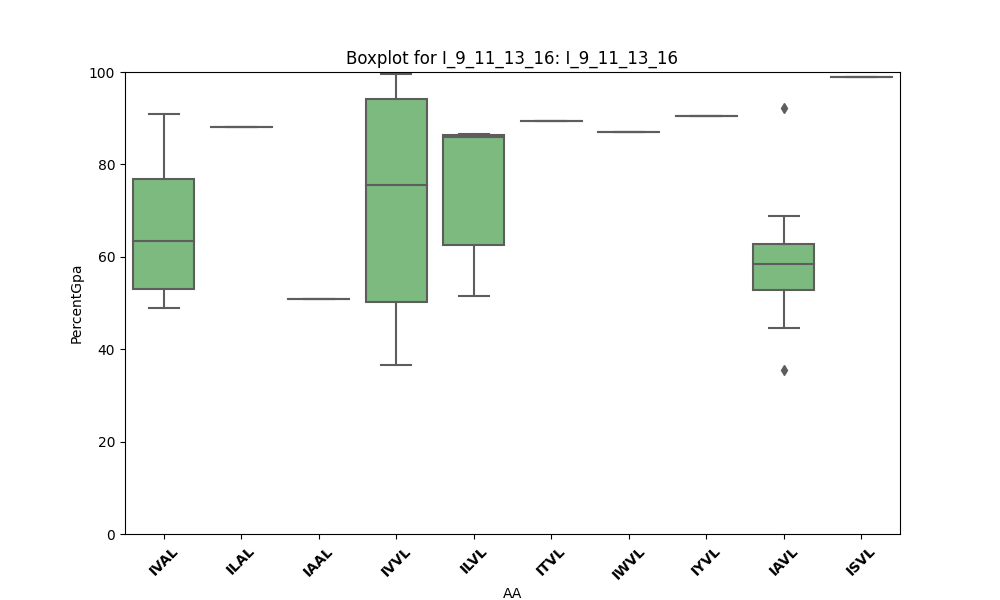 Boxplot for I_9_11_13_16: I_9_11_13_16
100
80
60
40
20
0
PercentGpa
IVAL
ILAL
IAAL
IVVL
ILVL
ITVL
IWVL
IYVL
IAVL
ISVL
AA